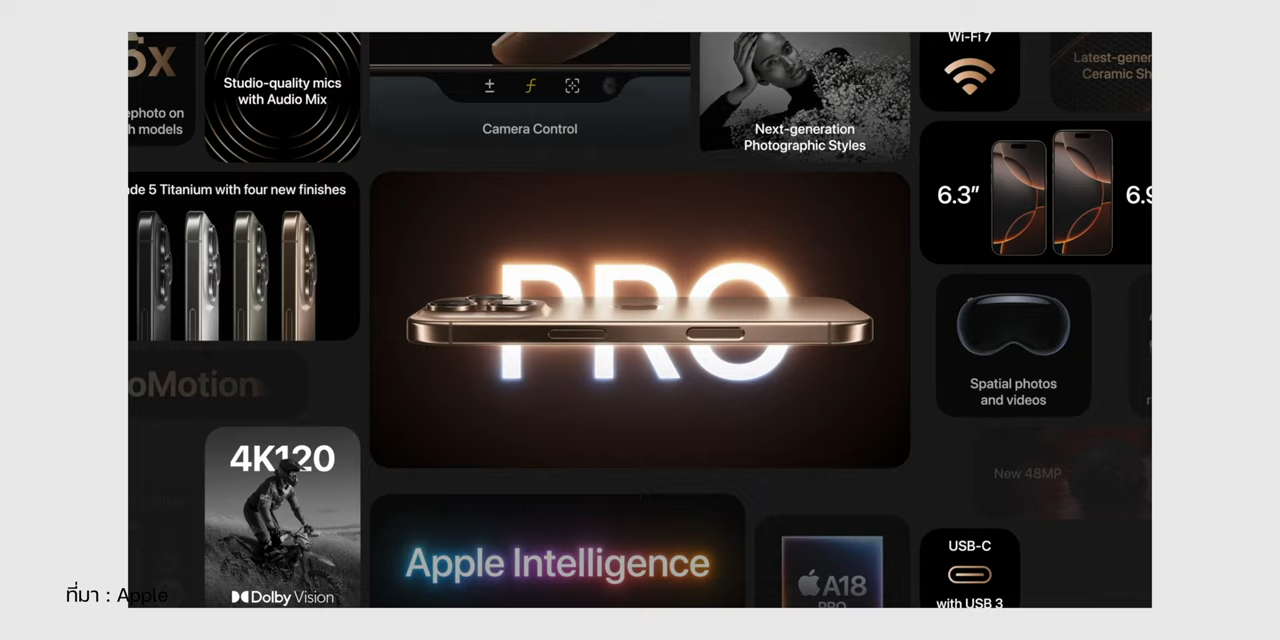 5x
Studio-quality mics
with Audio Mix
Camera Control
Next-generation
Photographic Styles
Wi-Fi 7
Latest-gener
Ceramic Sh
ephoto on
h models
de 5 Titanium with four new finishes
6.3”
6.9
PRO
Spatial photos
and videos
oMotion
4K120
New 48MP
Apple Intelligence
A18
PRO
USB-C
with USB 3
Dolby Vision
ที่มา : Apple